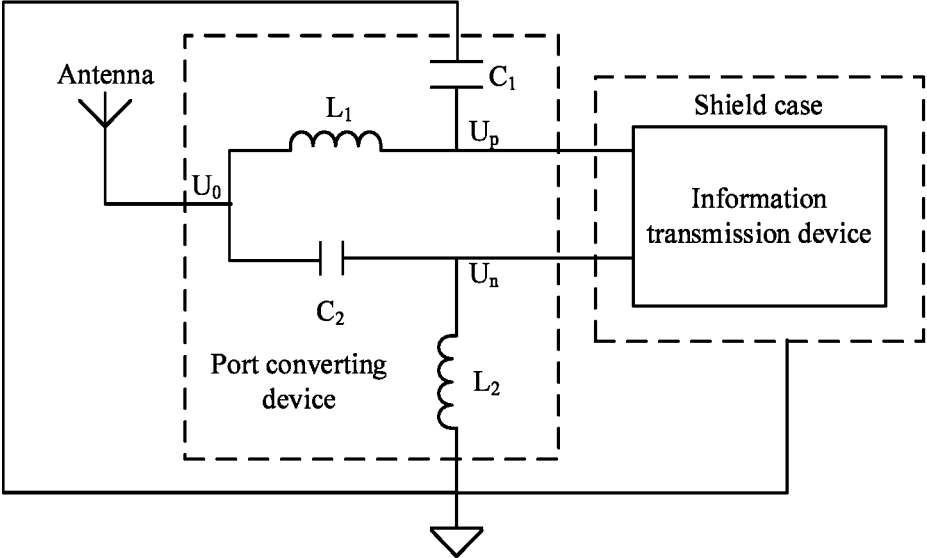 Antenna
C₁
Shield case
L₁
Uₚ
U₀
Information
transmission device
Uₙ
C₂
Port converting
device
L₂